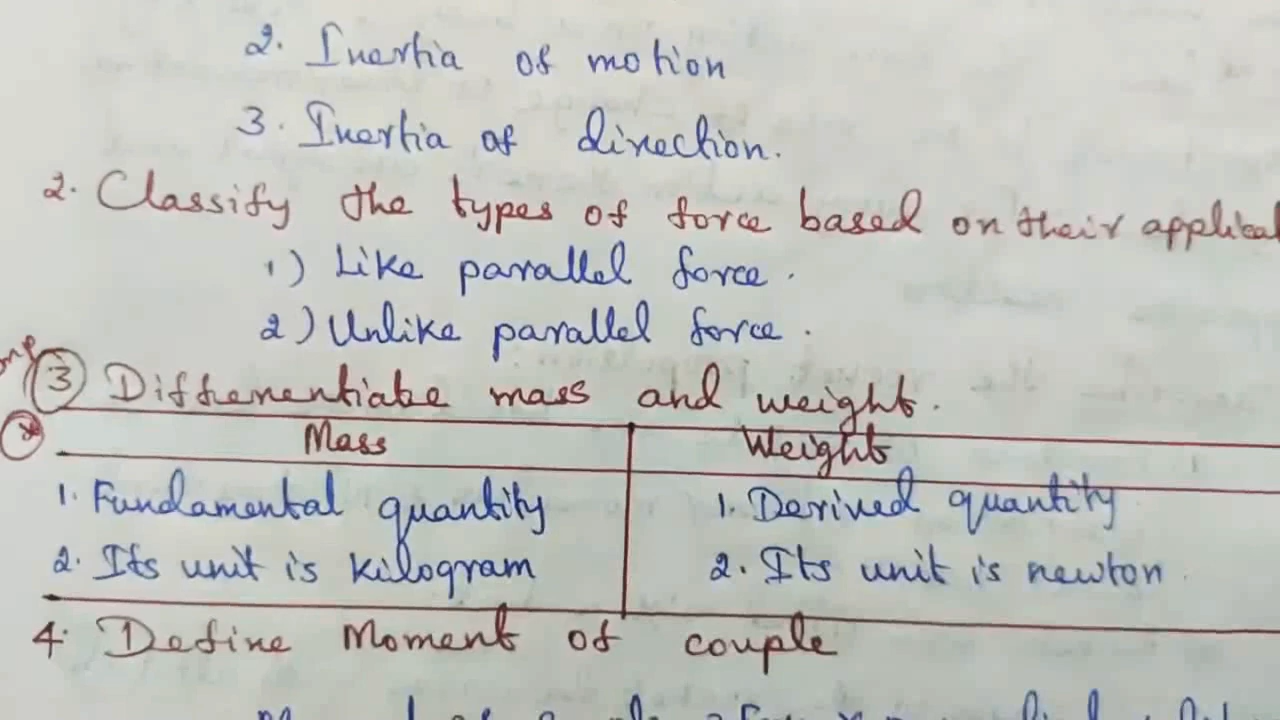 2. Inertia of motion
3. Inertia of direction.
2. Classify the types of force based on their
1) Like parallel force.
2) Unlike parallel force.
3 Differentiate mass and weight.
Mass Weight
1. Fundamental quantity 1. Derived quantity
2. Its unit is kilogram 2. Its unit is newton
4. Define Moment of couple